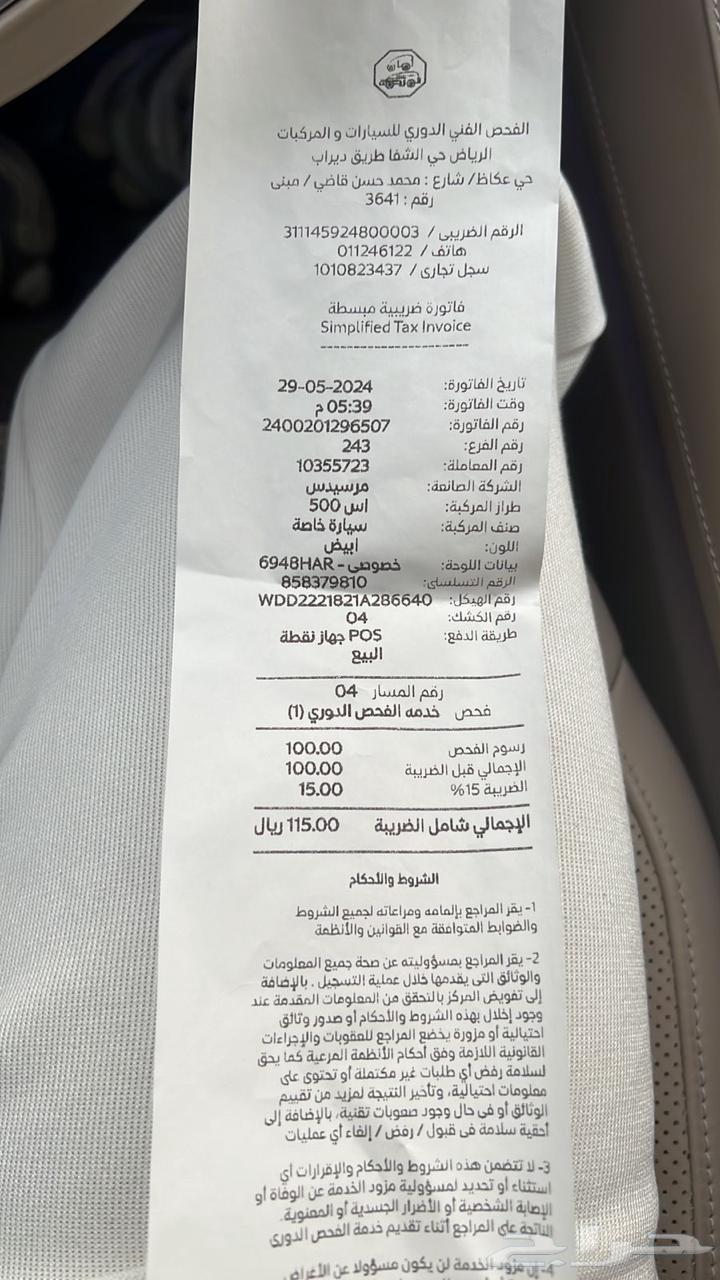 أمان
الفحص الفني الدوري للسيارات و المركبات
الرياض حي الشفا طريق ديراب
حي عكاظ/ شارع : محمد حسن قاضي / مبنى
رقم : 3641
الرقم الضريبي / 311145924800003
هاتف / 011246122
سجل تجاري / 1010823437
فاتورة ضريبية مبسطة
Simplified Tax Invoice
تاريخ الفاتورة: 29-05-2024
وقت الفاتورة: 05:39 م
رقم الفاتورة: 2400201296507
رقم الفرع: 243
رقم المعاملة: 10355723
الشركة الصانعة: مرسيدس
طراز المركبة: اس 500
صنف المركبة: سيارة خاصة
اللون: ابيض
بيانات اللوحة: خصوصي - 6948HAR
الرقم التسلسلي: 858379810
رقم الهيكل: WDD2221821A286640
رقم الكشك: 04
طريقة الدفع: POS جهاز نقطة
البيع
رقم المسار 04
فحص خدمه الفحص الدوري (1)
رسوم الفحص 100.00
الإجمالي قبل الضريبة 100.00
الضريبة 15% 15.00
الإجمالي شامل الضريبة 115.00 ريال
الشروط والأحكام
1- يقر المراجع بإلمامه ومراعاته لجميع الشروط
والضوابط المتوافقة مع القوانين والأنظمة
2- يقر المراجع بمسؤوليته عن صحة جميع المعلومات
والوثائق التي يقدمها خلال عملية التسجيل . بالإضافة
إلى تفويض المركز بالتحقق من المعلومات المقدمة عند
وجود إخلال بهذه الشروط والأحكام أو صدور وثائق
احتيالية أو مزورة يخضع المراجع للعقوبات والإجراءات
القانونية اللازمة وفق أحكام الأنظمة المرعية كما يحق
لسلامة رفض أي طلبات غير مكتملة أو تحتوي على
معلومات احتيالية، وتأخير النتيجة لمزيد من تقييم
الوثائق أو في حال وجود صعوبات تقنية، بالإضافة إلى
أحقية سلامة في قبول / رفض / إلغاء أي عمليات
3- لا تتضمن هذه الشروط والأحكام والإقرارات أي
استثناء أو تحديد لمسؤولية مزود الخدمة عن الوفاة أو
الإصابة الشخصية أو الأضرار الجسدية أو المعنوية.
الناتجة على المراجع أثناء تقديم خدمة الفحص الدوري
4- إن مزود الخدمة لن يكون مسؤولا عن الأغراض
حراج